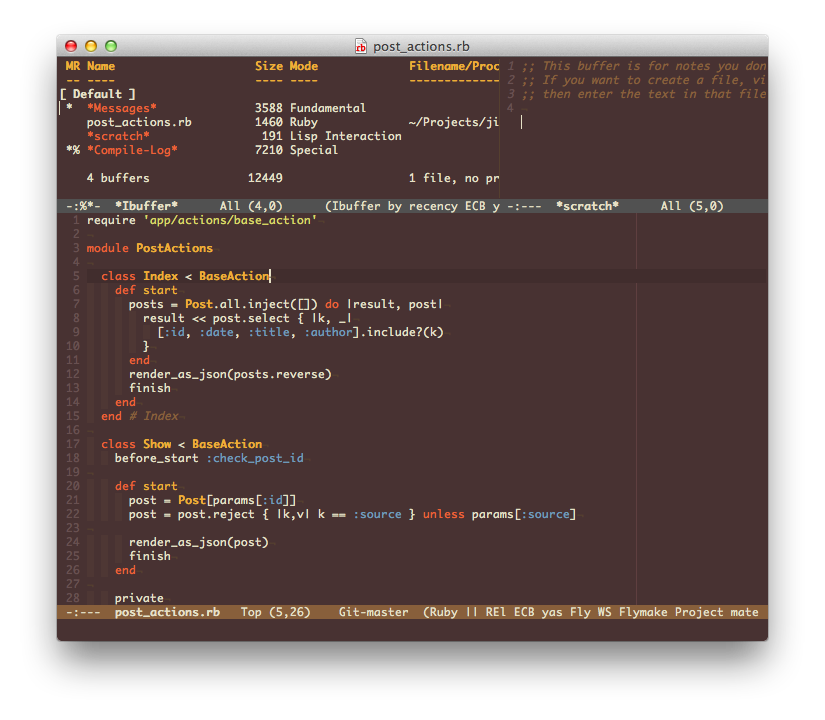 post_actions.rb
MR Name Size Mode Filename/Proc
-- ---- ---- ---- -------------
[ Default ]
* *Messages* 3588 Fundamental
post_actions.rb 1460 Ruby ~/Projects/ji
*scratch* 191 Lisp Interaction
*% *Compile-Log* 7210 Special
4 buffers 12449 1 file, no pr
1 ;; This buffer is for notes you don
2 ;; If you want to create a file, vi
3 ;; then enter the text in that file
4
-:%*- *Ibuffer* All (4,0) (Ibuffer by recency ECB y
-:--- *scratch* All (5,0)
1 require 'app/actions/base_action'
2
3 module PostActions
4
5 class Index < BaseAction
6 def start
7 posts = Post.all.inject([]) do |result, post|
8 result << post.select { |k, _|
9 [:id, :date, :title, :author].include?(k)
10 }
11 end
12 render_as_json(posts.reverse)
13 finish
14 end
15 end # Index
16
17 class Show < BaseAction
18 before_start :check_post_id
19
20 def start
21 post = Post[params[:id]]
22 post = post.reject { |k,v| k == :source } unless params[:source]
23
24 render_as_json(post)
25 finish
26 end
27
28 private
-:--- post_actions.rb Top (5,26) Git-master (Ruby || REl ECB yas Fly WS Flymake Project mate